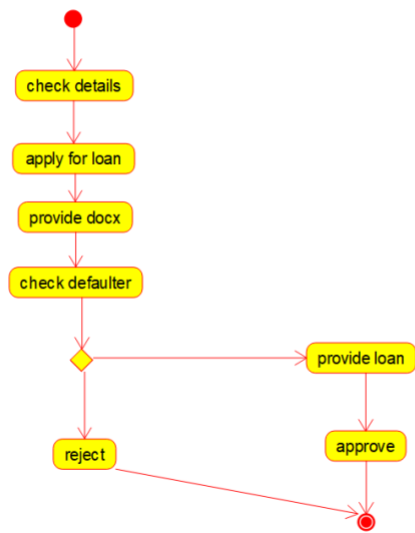 check details
apply for loan
provide docx
check defaulter
provide loan
reject
approve